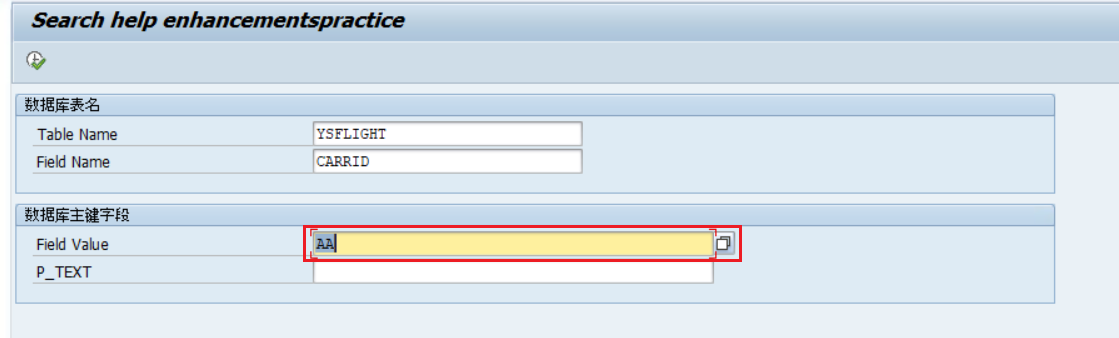 Search help enhancementspractice
数据库表名
Table Name YSFLIGHT
Field Name CARRID
数据库主鍵字段
Field Value AA
P_TEXT